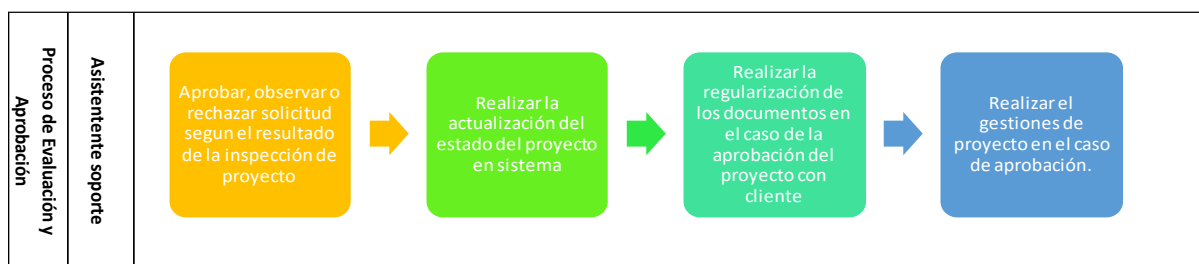 Proceso de Evaluación y
Aprobación
Asistentente soporte
Aprobar, observar o
rechazar solicitud
segun el resultado
de la inspección de
proyecto
Realizar la
actualización del
estado del proyecto
en sistema
Realizar la
regularización de
los documentos en
el caso de la
aprobación del
proyecto con
cliente
Realizar el
gestiones de
proyecto en el caso
de aprobación.